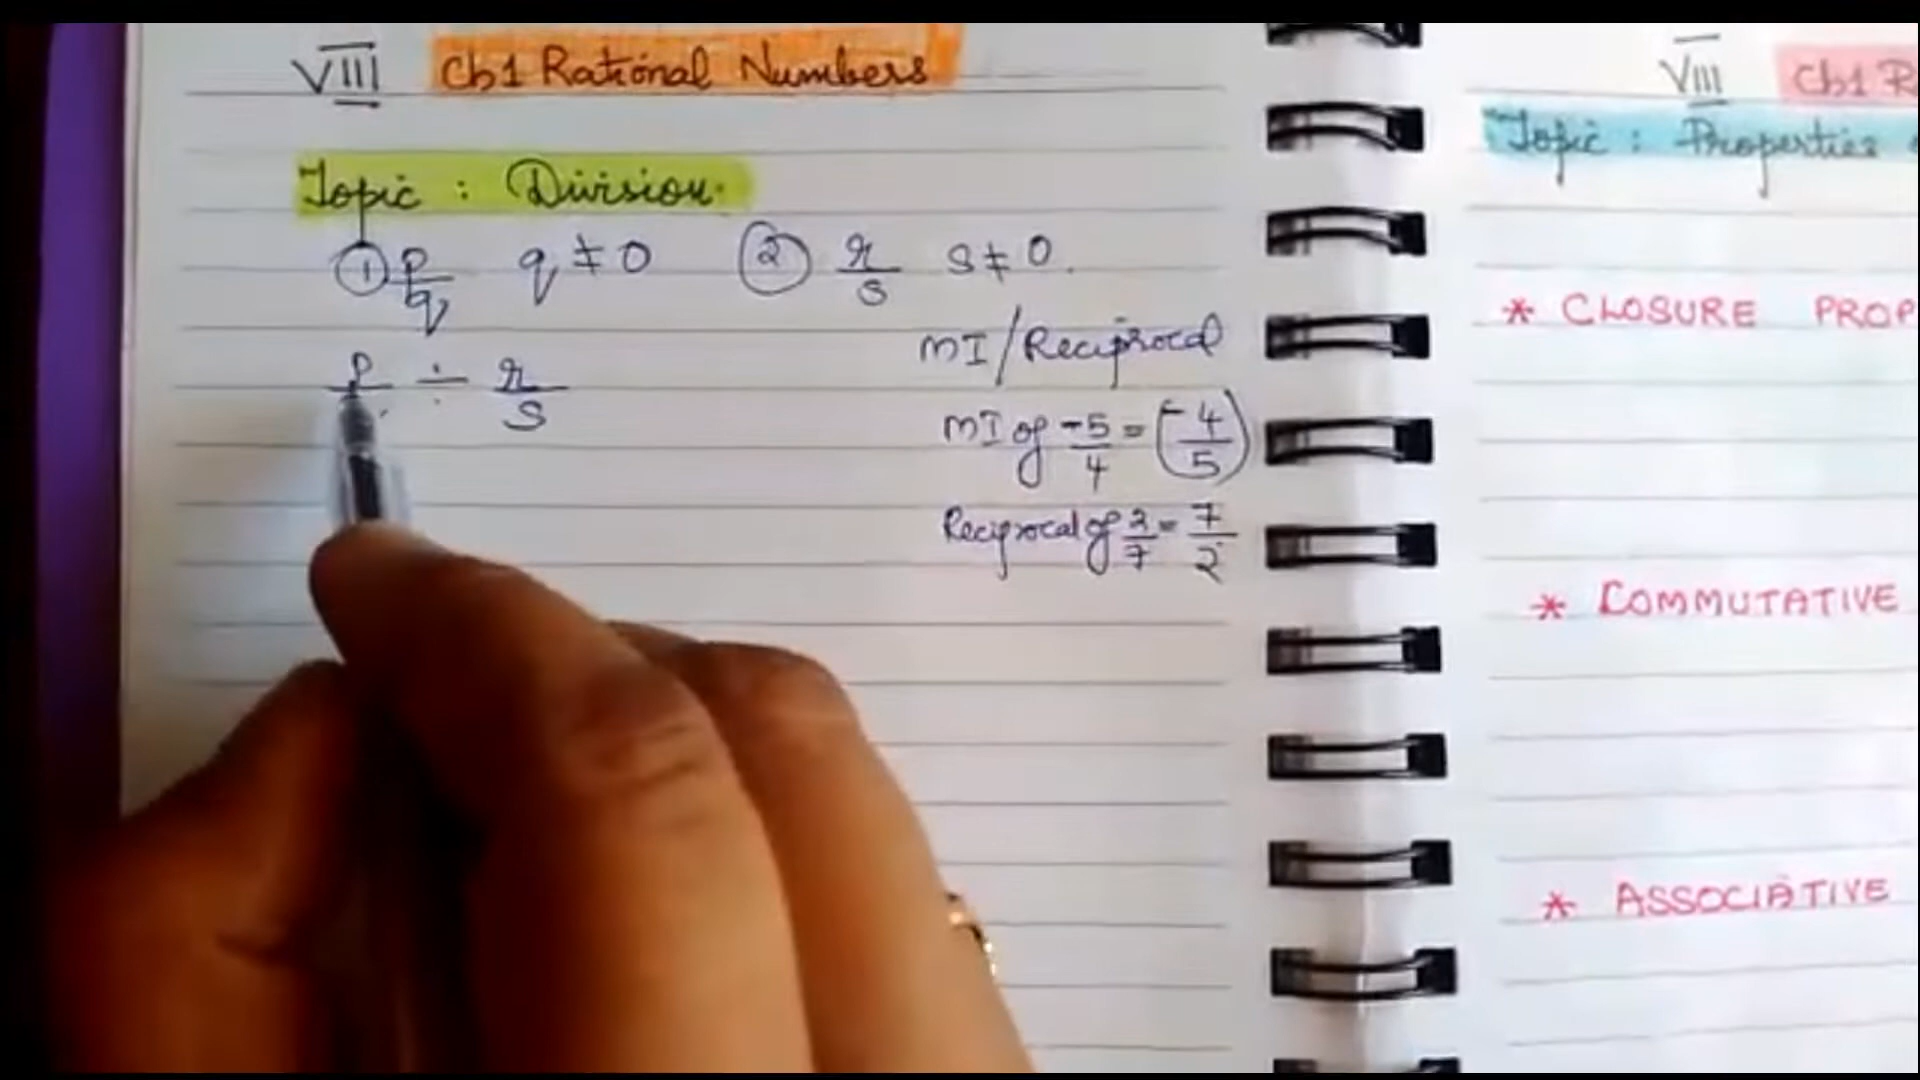 VIII Ch1 Rational Numbers
Topic : Division.
① p/q q ≠ 0 ② r/s s ≠ 0.
MI/Reciprocal
p ÷ r/s
MI of -5/4 = (-4/5)
Reciprocal of 2/7 = 7/2
VIII Ch1 R
Topic : Properties
* CLOSURE PROP
* COMMUTATIVE
* ASSOCIATIVE